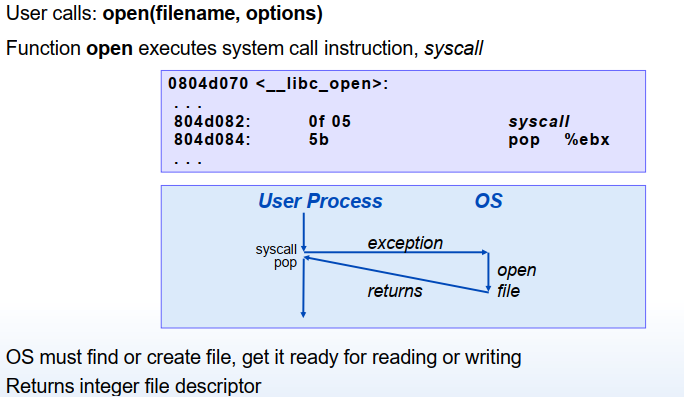 User calls: open(filename, options)
Function open executes system call instruction, syscall
0804d070 <__libc_open>:
. . .
804d082: 0f 05 syscall
804d084: 5b pop %ebx
. . .
User Process OS
syscall exception
pop
open
returns file
OS must find or create file, get it ready for reading or writing
Returns integer file descriptor